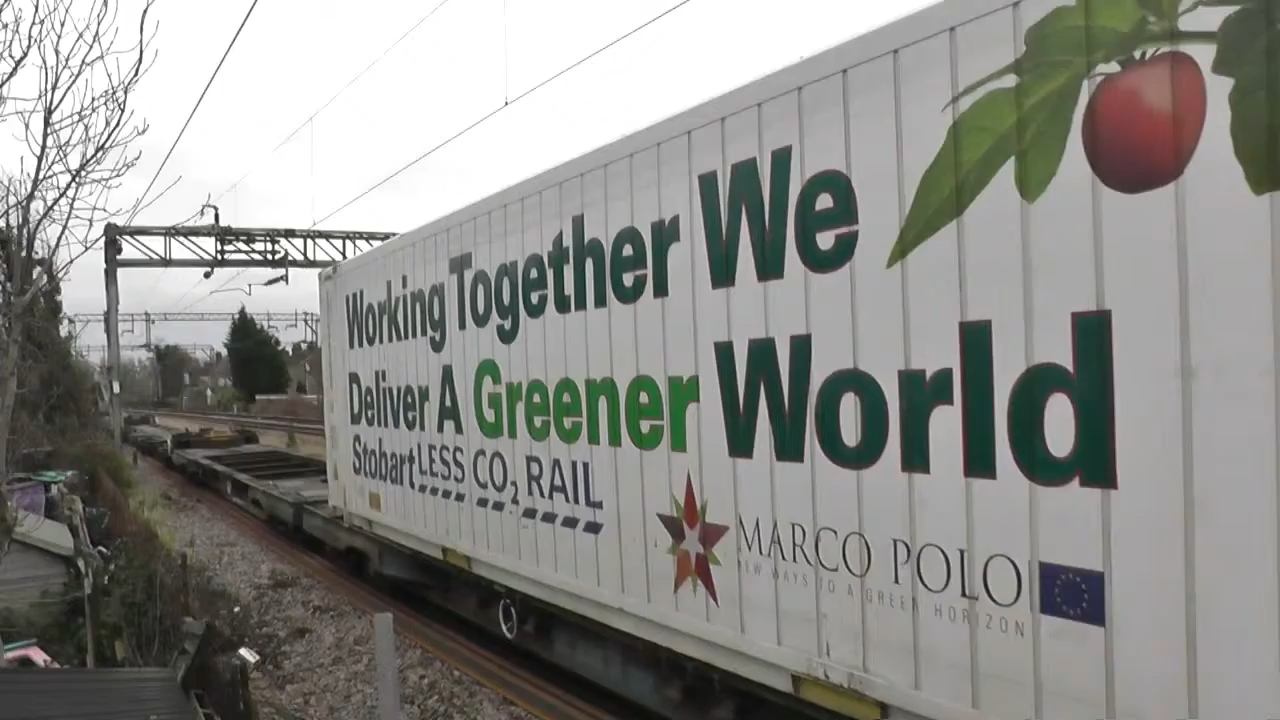 Working Together We
Deliver A Greener World
Stobart LESS CO₂ RAIL
MARCO POLO
NEW WAYS TO A GREEN HORIZON